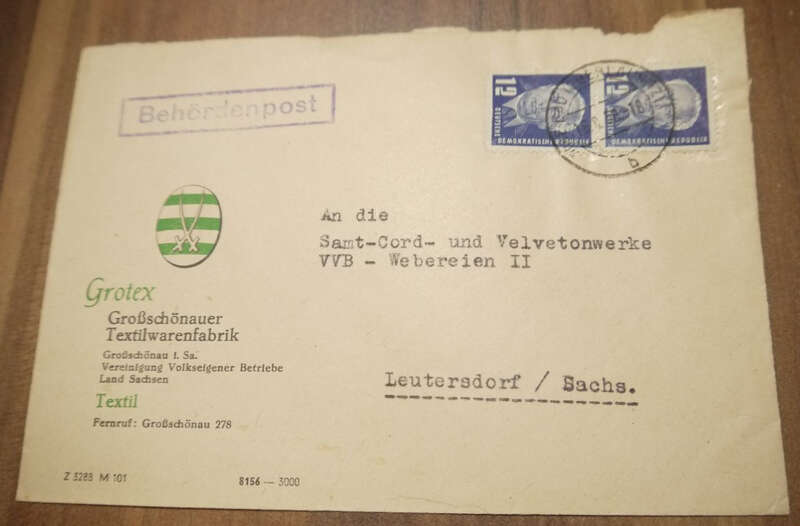 Behördenpost
12
DEUTSCHE
DEMOKRATISCHE REPUBLIK
12
DEUTSCHE
DEMOKRATISCHE REPUBLIK
b
An die
Samt-Cord- und Velvetonwerke
VVB - Webereien II
Leutersdorf / Sachs.
Grotex
Großschönauer
Textilwarenfabrik
Großschönau i. Sa.
Vereinigung Volkseigener Betriebe
Land Sachsen
Textil
Fernruf: Großschönau 278
Z 3288 M 101
8156 — 3000